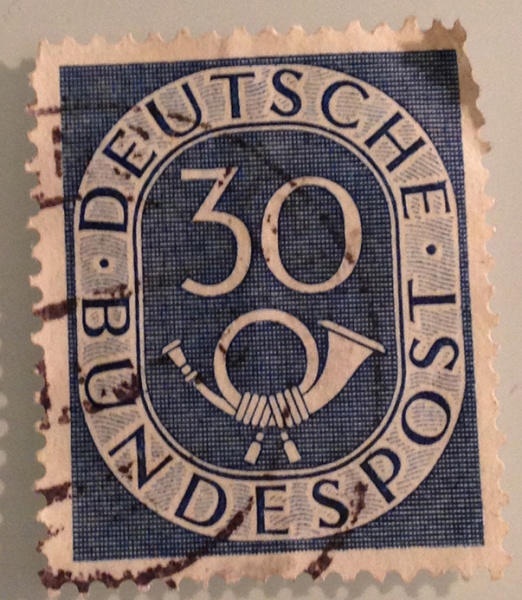 DEUTSCHE · BUNDESPOST ·
30